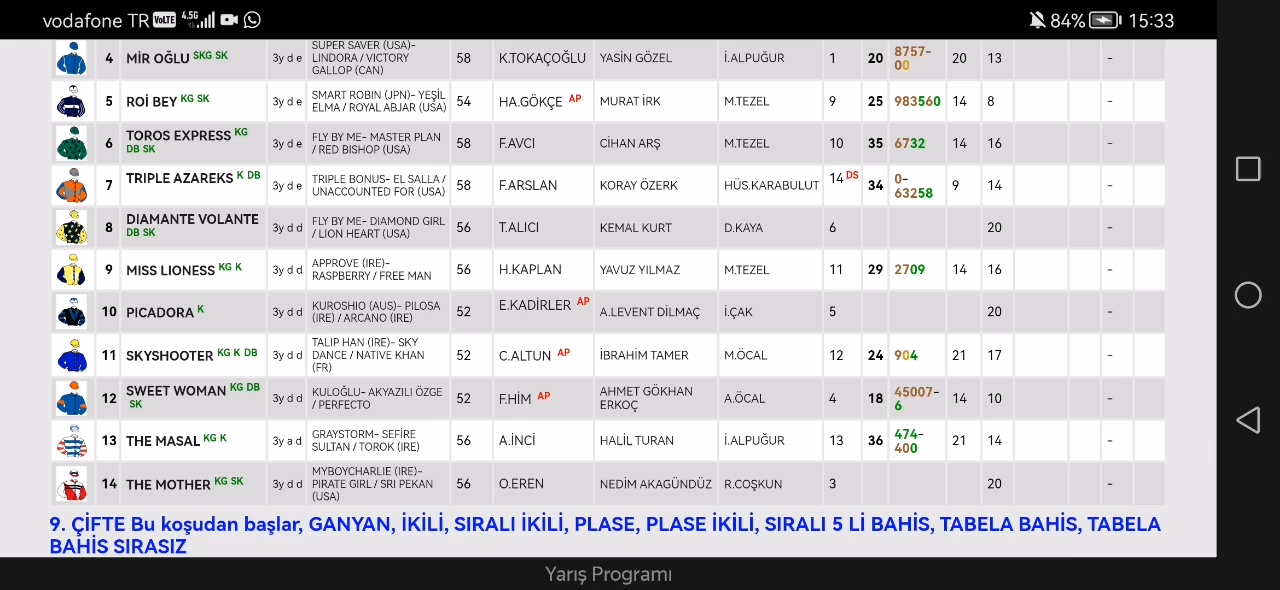 vodafone TR VoLTE 4.5G 84% 15:33
4 MİR OĞLU SKG SK 3y d e SUPER SAVER (USA)- LINDORA / VICTORY GALLOP (CAN) 58 K.TOKAÇOĞLU YASİN GÖZEL İ.ALPUĞUR 1 20 8757-00 20 13 -
5 ROİ BEY KG SK 3y d e SMART ROBIN (JPN)- YEŞİL ELMA / ROYAL ABJAR (USA) 54 HA.GÖKÇE AP MURAT İRK M.TEZEL 9 25 983560 14 8 -
6 TOROS EXPRESS KG DB SK 3y d e FLY BY ME- MASTER PLAN / RED BISHOP (USA) 58 F.AVCI CİHAN ARŞ M.TEZEL 10 35 6732 14 16 -
7 TRIPLE AZAREKS K DB 3y d e TRIPLE BONUS- EL SALLA / UNACCOUNTED FOR (USA) 58 F.ARSLAN KORAY ÖZERK HÜS.KARABULUT 14 DS 34 0-63258 9 14 -
8 DIAMANTE VOLANTE DB SK 3y d d FLY BY ME- DIAMOND GIRL / LION HEART (USA) 56 T.ALICI KEMAL KURT D.KAYA 6 20 -
9 MISS LIONESS KG K 3y d d APPROVE (IRE)- RASPBERRY / FREE MAN 56 H.KAPLAN YAVUZ YILMAZ M.TEZEL 11 29 2709 14 16 -
10 PICADORA K 3y d d KUROSHIO (AUS)- PILOSA (IRE) / ARCANO (IRE) 52 E.KADİRLER AP A.LEVENT DİLMAÇ İ.ÇAK 5 20 -
11 SKYSHOOTER KG K DB 3y d d TALIP HAN (IRE)- SKY DANCE / NATIVE KHAN (FR) 52 C.ALTUN AP İBRAHİM TAMER M.ÖCAL 12 24 904 21 17 -
12 SWEET WOMAN KG DB SK 3y d d KULOĞLU- AKYAZILI ÖZGE / PERFECTO 52 F.HİM AP AHMET GÖKHAN ERKOÇ A.ÖCAL 4 18 45007-6 14 10 -
13 THE MASAL KG K 3y a d GRAYSTORM- SEFİRE SULTAN / TOROK (IRE) 56 A.İNCİ HALİL TURAN İ.ALPUĞUR 13 36 474-400 21 14 -
14 THE MOTHER KG SK 3y d d MYBOYCHARLIE (IRE)- PIRATE GIRL / SRI PEKAN (USA) 56 O.EREN NEDİM AKAGÜNDÜZ R.COŞKUN 3 20 -
9. ÇİFTE Bu koşudan başlar, GANYAN, İKİLİ, SIRALI İKİLİ, PLASE, PLASE İKİLİ, SIRALI 5 Lİ BAHİS, TABELA BAHİS, TABELA
BAHİS SIRASIZ
Yarış Programı